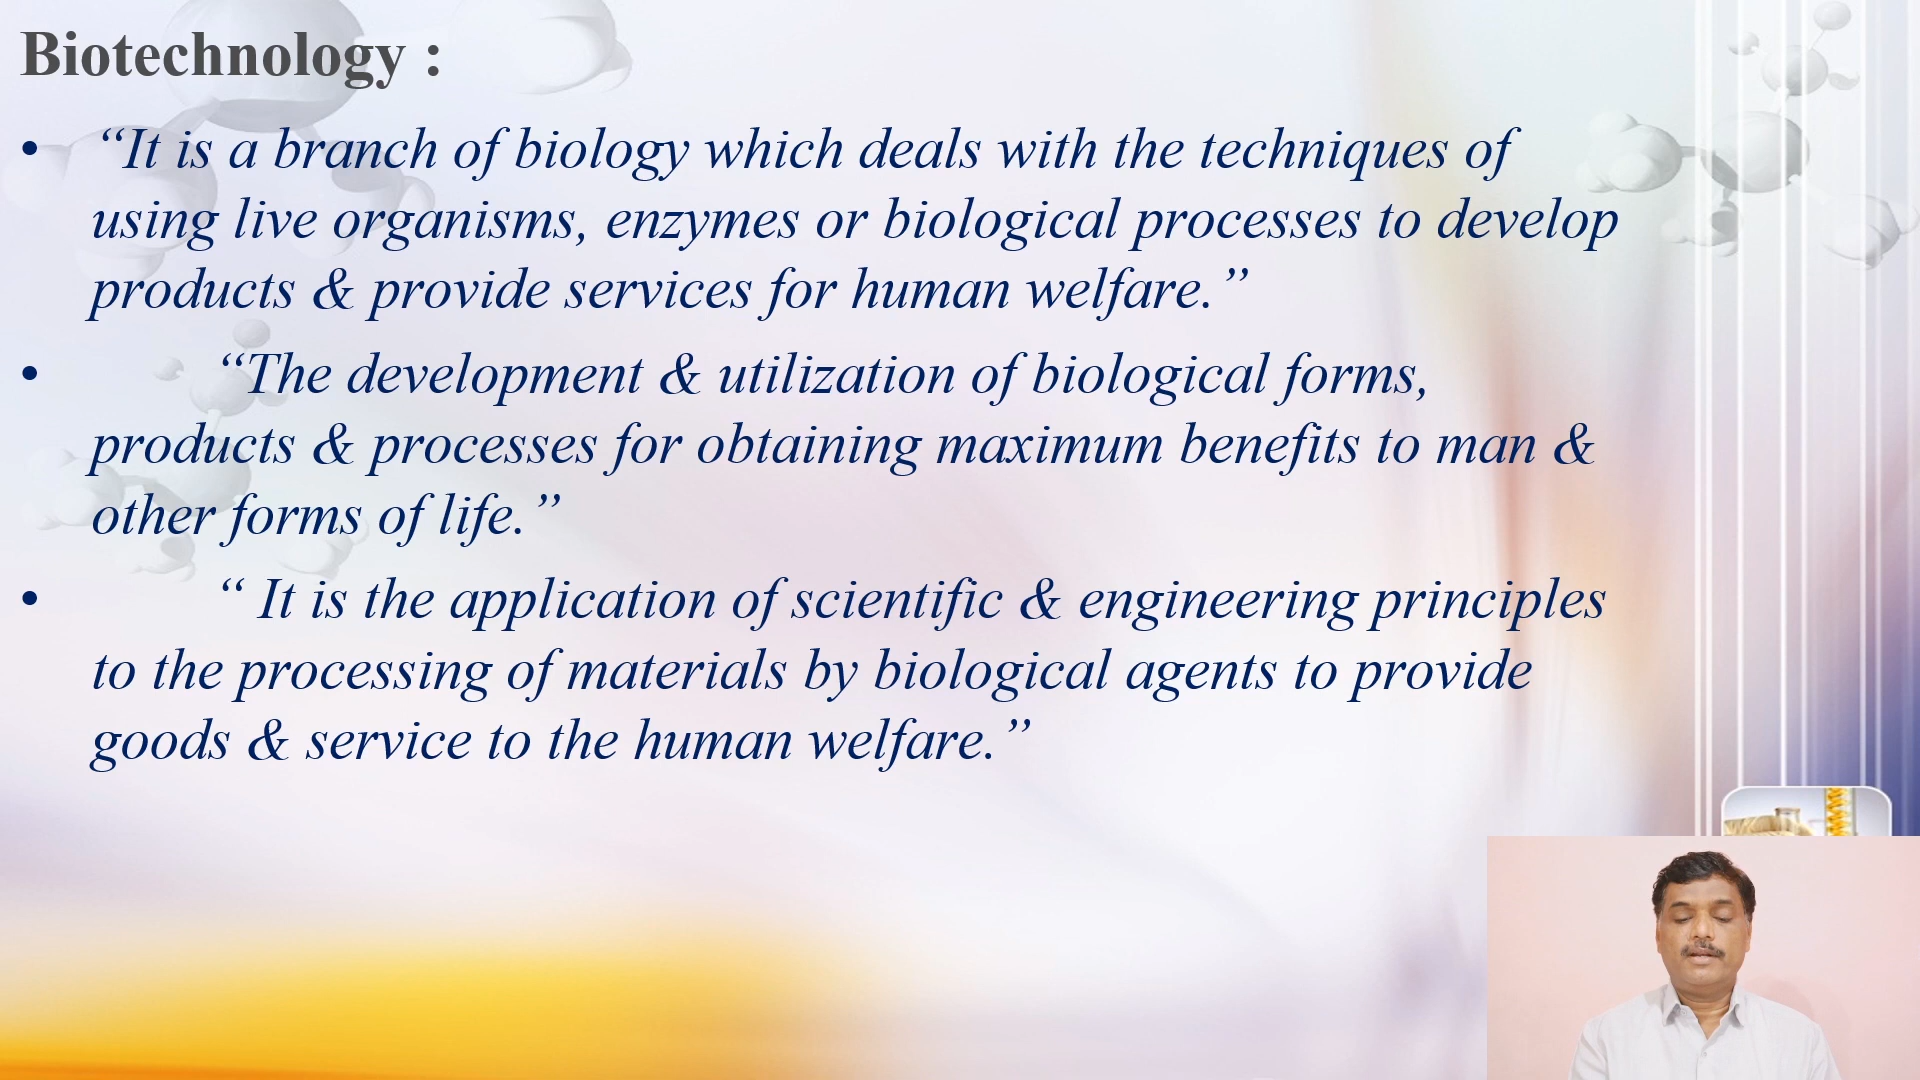 Biotechnology :
• “It is a branch of biology which deals with the techniques of
using live organisms, enzymes or biological processes to develop
products & provide services for human welfare.”
• “The development & utilization of biological forms,
products & processes for obtaining maximum benefits to man &
other forms of life.”
• “ It is the application of scientific & engineering principles
to the processing of materials by biological agents to provide
goods & service to the human welfare.”